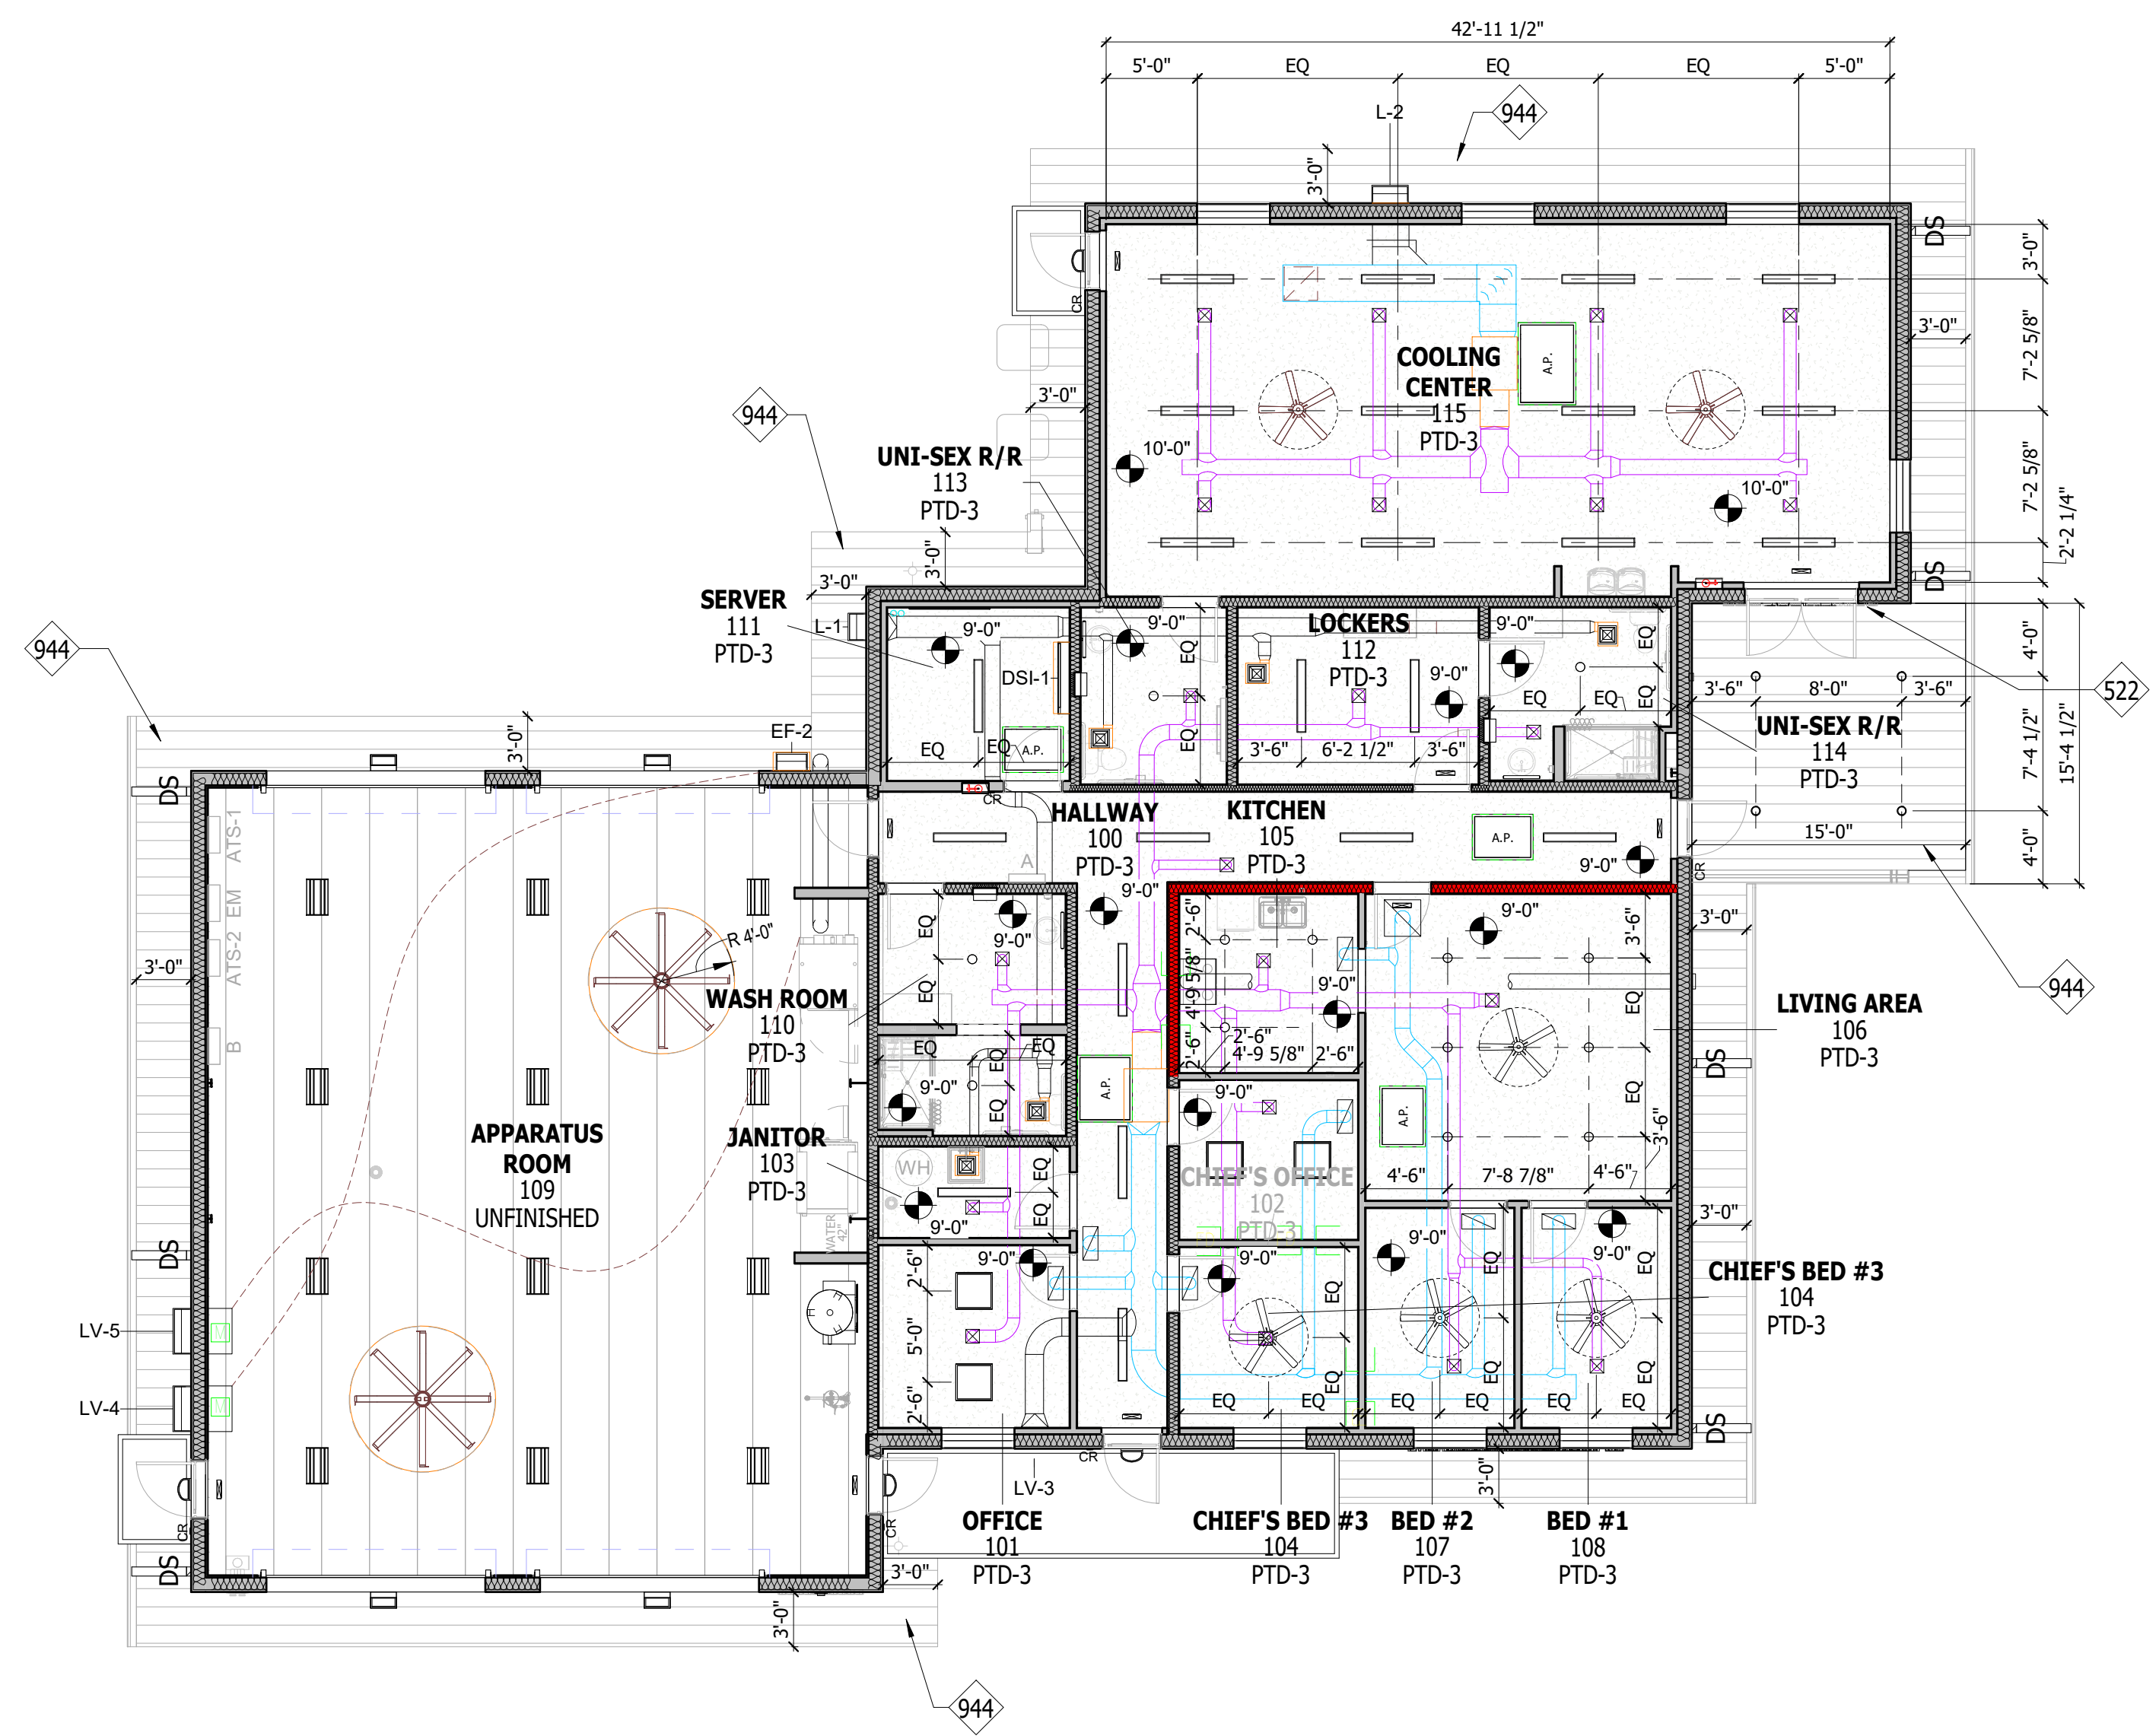 42'-11 1/2"
5'-0"
EQ
EQ
EQ
5'-0"
L-2
944
3'-0"
DS
3'-0"
3'-0"
7'-2 5/8"
7'-2 5/8"
2'-2 1/4"
CR
COOLING
CENTER
115
PTD-3
A.P.
3'-0"
944
10'-0"
10'-0"
UNI-SEX R/R
113
PTD-3
3'-0"
3'-0"
DS
SERVER
111
PTD-3
L-1
944
9'-0"
9'-0"
EQ
LOCKERS
112
PTD-3
9'-0"
9'-0"
EQ
EQ
EQ
EQ
DSI-1
EQ
EQ
A.P.
EQ
3'-6"
6'-2 1/2"
3'-6"
4'-0"
522
3'-6"
8'-0"
3'-6"
UNI-SEX R/R
114
PTD-3
7'-4 1/2"
15'-4 1/2"
15'-0"
4'-0"
CR
944
3'-0"
EF-2
DS
CR
HALLWAY
100
PTD-3
KITCHEN
105
PTD-3
A.P.
9'-0"
A
ATS-1
EM
ATS-2
B
3'-0"
R 4'-0"
WASH ROOM
110
PTD-3
EQ
EQ
9'-0"
9'-0"
2'-6"
4'-9 5/8"
2'-6"
9'-0"
2'-6"
4'-9 5/8"
2'-6"
9'-0"
3'-6"
EQ
EQ
3'-6"
3'-0"
LIVING AREA
106
PTD-3
DS
EQ
EQ
EQ
EQ
9'-0"
A.P.
9'-0"
A.P.
4'-6"
7'-8 7/8"
4'-6"
APPARATUS
ROOM
109
UNFINISHED
JANITOR
103
PTD-3
WH
EQ
EQ
9'-0"
CHIEF'S OFFICE
102
PTD-3
WATER
42"
3'-0"
DS
9'-0"
2'-6"
5'-0"
2'-6"
9'-0"
EQ
EQ
EQ
EQ
9'-0"
EQ
EQ
EQ
EQ
9'-0"
EQ
EQ
EQ
EQ
CHIEF'S BED #3
104
PTD-3
LV-5
LV-4
DS
CR
DS
CR
CR
LV-3
3'-0"
OFFICE
101
PTD-3
CHIEF'S BED #3
104
PTD-3
BED #2
107
PTD-3
BED #1
108
PTD-3
3'-0"
3'-0"
944